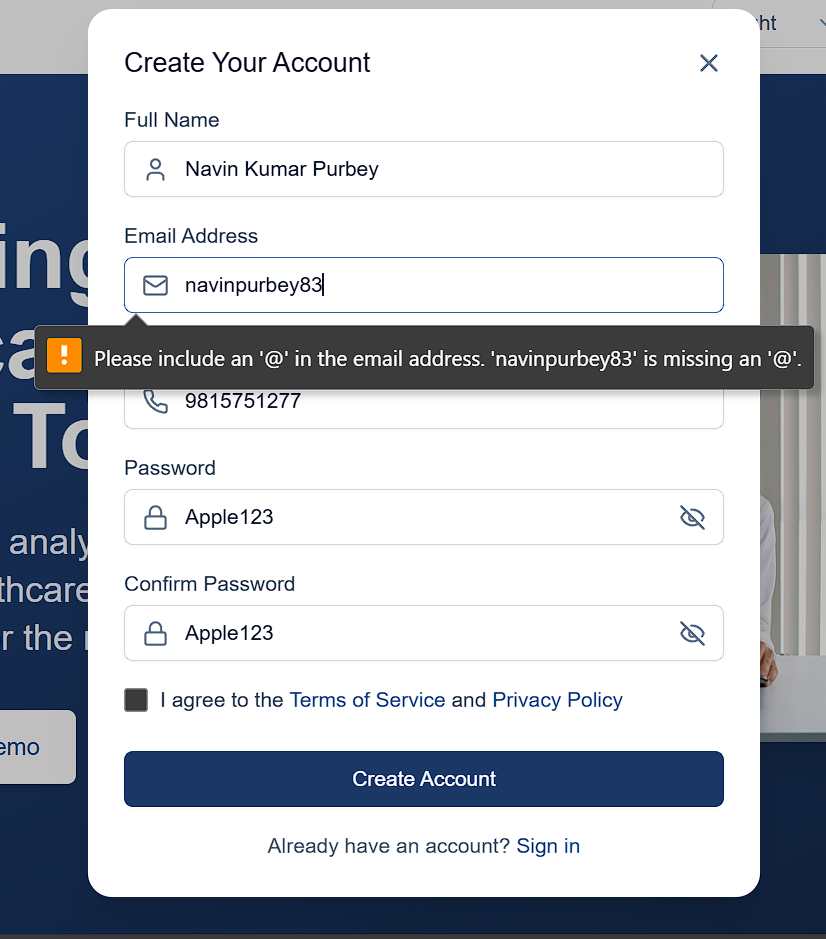 ht
Create Your Account
Full Name
Navin Kumar Purbey
Email Address
navinpurbey83
Please include an '@' in the email address. 'navinpurbey83' is missing an '@'.
9815751277
Password
Apple123
Confirm Password
Apple123
I agree to the Terms of Service and Privacy Policy
Create Account
Already have an account? Sign in
ing
ca
To
analy
thcare
r the
emo